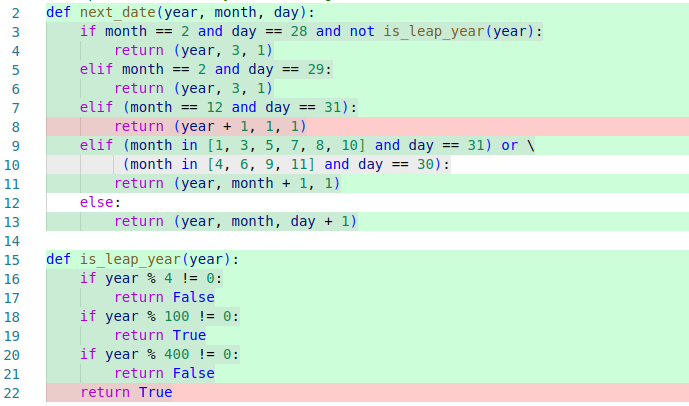 2 def next_date(year, month, day):
3     if month == 2 and day == 28 and not is_leap_year(year):
4         return (year, 3, 1)
5     elif month == 2 and day == 29:
6         return (year, 3, 1)
7     elif (month == 12 and day == 31):
8         return (year + 1, 1, 1)
9     elif (month in [1, 3, 5, 7, 8, 10] and day == 31) or \
10          (month in [4, 6, 9, 11] and day == 30):
11         return (year, month + 1, 1)
12     else:
13         return (year, month, day + 1)
14
15 def is_leap_year(year):
16     if year % 4 != 0:
17         return False
18     if year % 100 != 0:
19         return True
20     if year % 400 != 0:
21         return False
22     return True